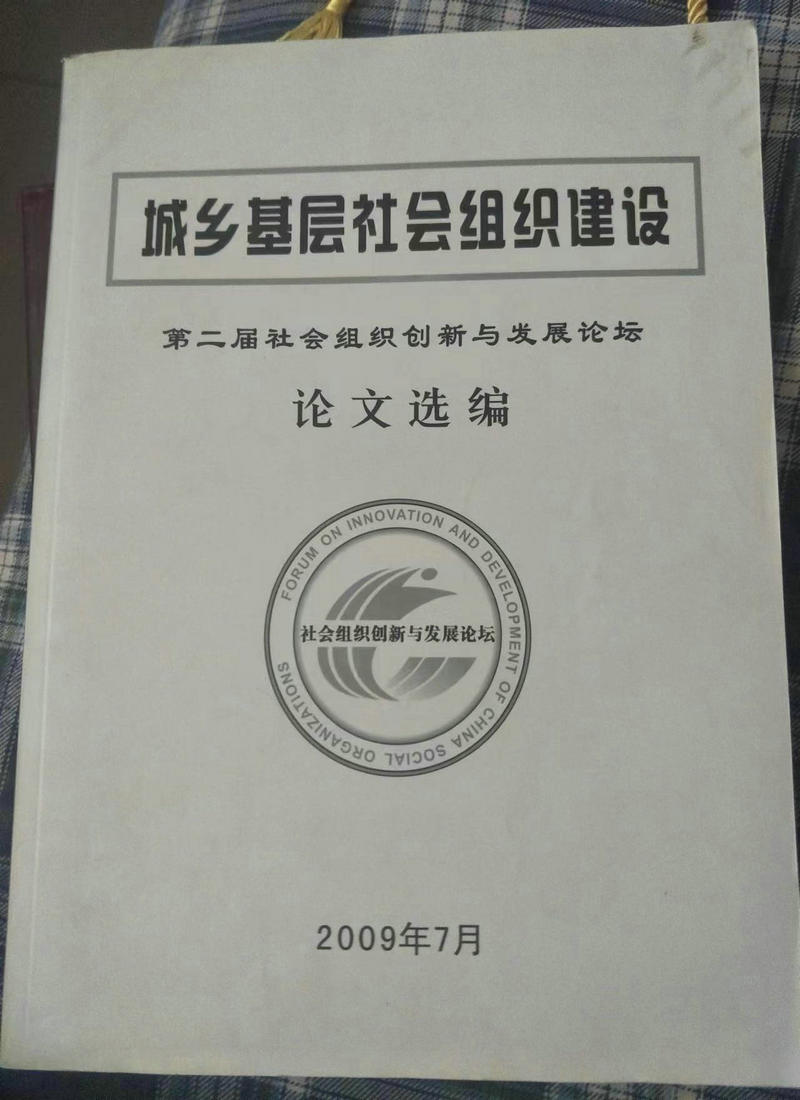 城乡基层社会组织建设
第二届社会组织创新与发展论坛
论文选编
FORUM ON INNOVATION AND DEVELOPMENT OF CHINA SOCIAL ORGANIZATIONS
社会组织创新与发展论坛
2009年7月